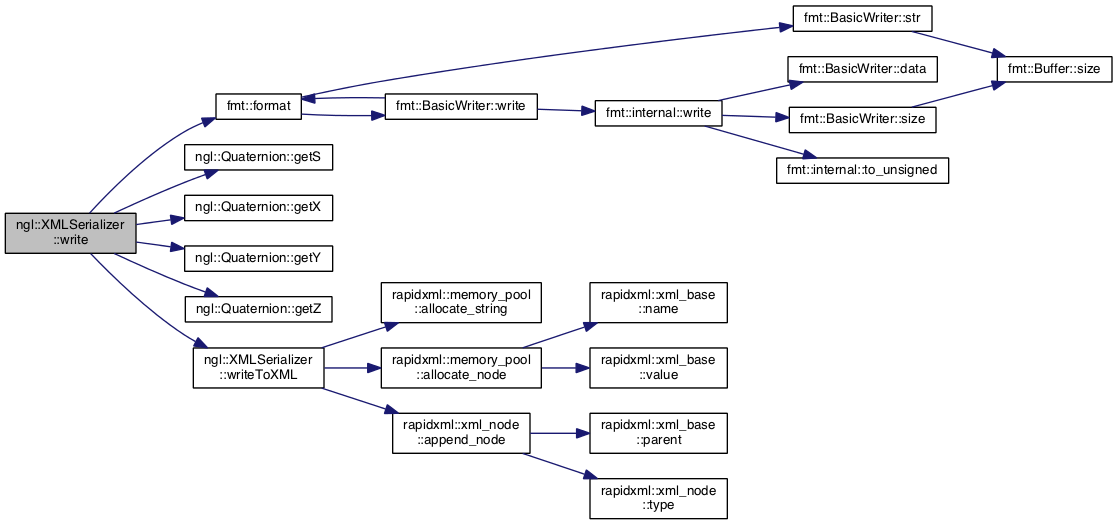 fmt::BasicWriter::str
fmt::BasicWriter::data
fmt::Buffer::size
fmt::format
fmt::BasicWriter::write
fmt::internal::write
fmt::BasicWriter::size
ngl::Quaternion::getS
fmt::internal::to_unsigned
ngl::Quaternion::getX
ngl::XMLSerializer
::write
ngl::Quaternion::getY
ngl::Quaternion::getZ
rapidxml::memory_pool
::allocate_string
rapidxml::xml_base
::name
ngl::XMLSerializer
::writeToXML
rapidxml::memory_pool
::allocate_node
rapidxml::xml_base
::value
rapidxml::xml_node
::append_node
rapidxml::xml_base
::parent
rapidxml::xml_node
::type